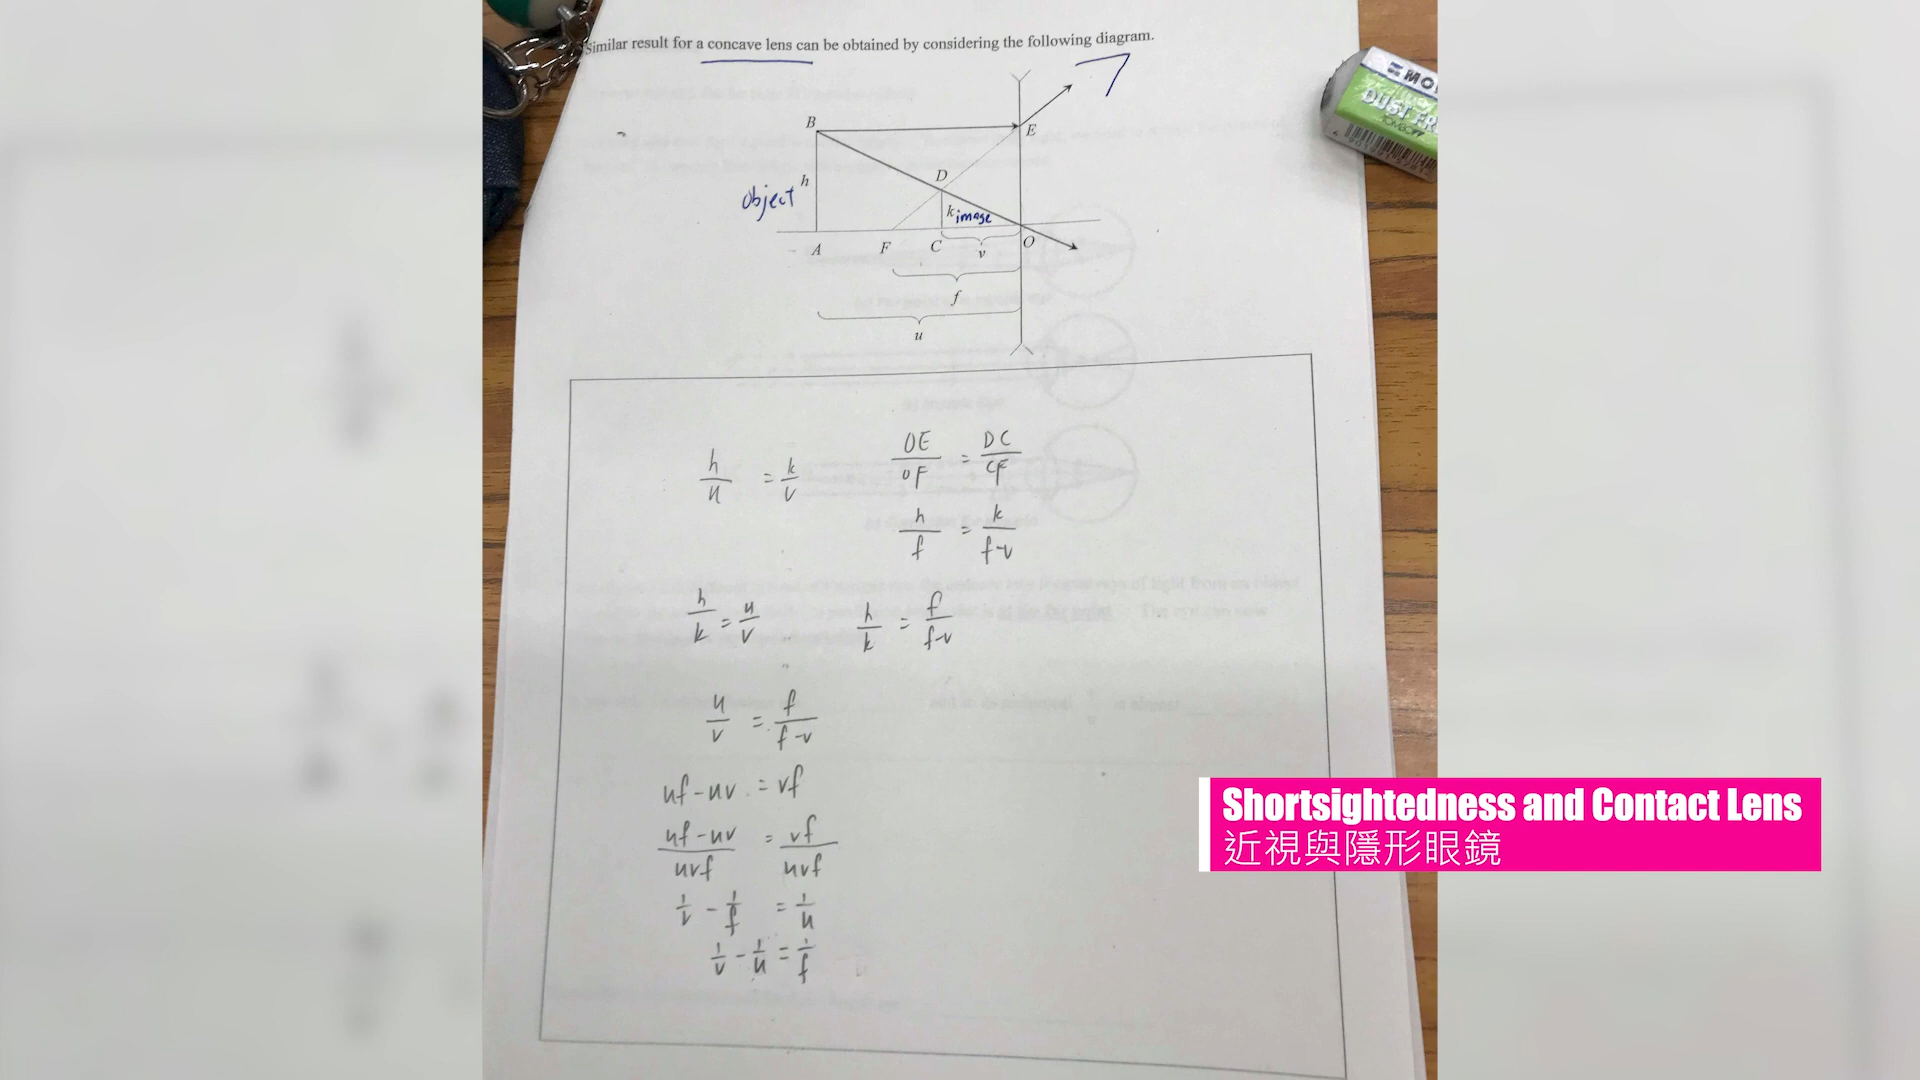 Similar result for a concave lens can be obtained by considering the following diagram.
B
E
D
h
object
k
image
A
F
C
O
v
f
u
MO
DUST FR
TOMBOW
h/u = k/v
OE/OF = DC/CF
h/f = k/f-v
h/k = u/v
h/k = f/f-v
u/v = f/f-v
uf-uv = vf
uf-uv/uvf = vf/uvf
1/v - 1/f = 1/u
1/v - 1/u = 1/f
Shortsightedness and Contact Lens
近視與隱形眼鏡